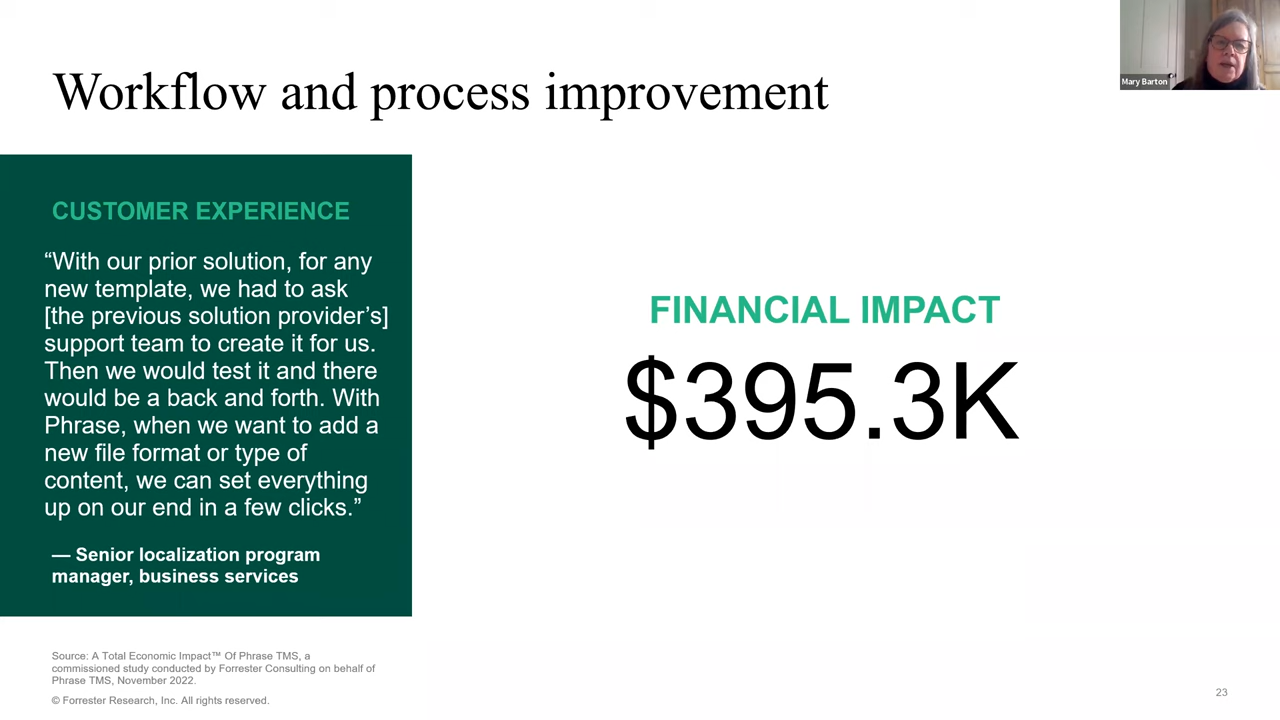 Mary Barton
Workflow and process improvement
CUSTOMER EXPERIENCE
“With our prior solution, for any
new template, we had to ask
[the previous solution provider’s]
support team to create it for us.
Then we would test it and there
would be a back and forth. With
Phrase, when we want to add a
new file format or type of
content, we can set everything
up on our end in a few clicks.”
— Senior localization program
manager, business services
FINANCIAL IMPACT
$395.3K
Source: A Total Economic Impact™ Of Phrase TMS, a
commissioned study conducted by Forrester Consulting on behalf of
Phrase TMS, November 2022.
© Forrester Research, Inc. All rights reserved.
23